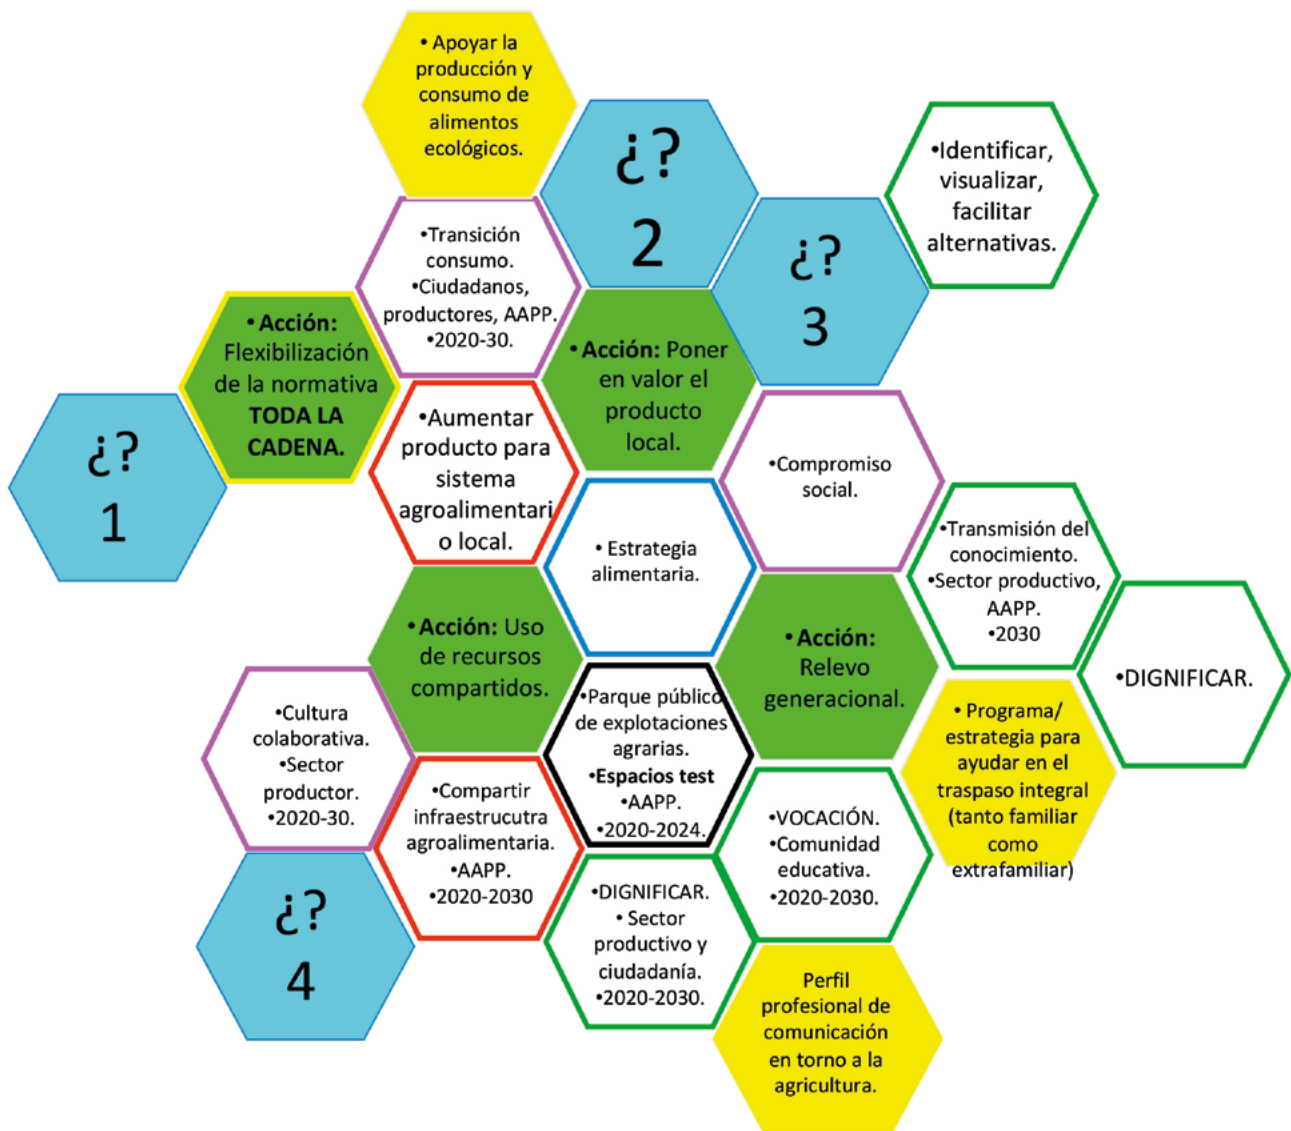 • Apoyar la
producción y
consumo de
alimentos
ecológicos.
¿?
2
¿?
3
•Identificar,
visualizar,
facilitar
alternativas.
•Transición
consumo.
•Ciudadanos,
productores, AAPP.
•2020-30.
• Acción:
Flexibilización
de la normativa
TODA LA
CADENA.
• Acción: Poner
en valor el
producto
local.
¿?
1
•Aumentar
producto para
sistema
agroalimentari
o local.
•Compromiso
social.
• Estrategia
alimentaria.
•Transmisión del
conocimiento.
•Sector productivo,
AAPP.
•2030
• Acción: Uso
de recursos
compartidos.
• Acción:
Relevo
generacional.
•DIGNIFICAR.
•Cultura
colaborativa.
•Sector
productor.
•2020-30.
•Parque público
de explotaciones
agrarias.
•Espacios test
•AAPP.
•2020-2024.
• Programa/
estrategia para
ayudar en el
traspaso integral
(tanto familiar
como
extrafamiliar)
•Compartir
infraestrucutra
agroalimentaria.
•AAPP.
•2020-2030
•VOCACIÓN.
•Comunidad
educativa.
•2020-2030.
¿?
4
•DIGNIFICAR.
• Sector
productivo y
ciudadanía.
•2020-2030.
Perfil
profesional de
comunicación
en torno a la
agricultura.